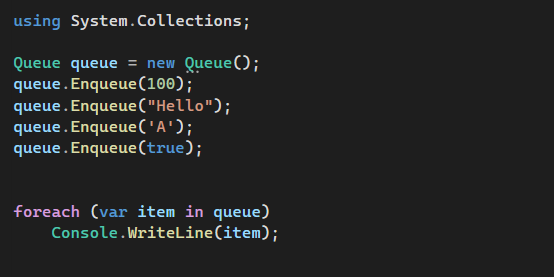 using System.Collections;
Queue queue = new Queue();
queue.Enqueue(100);
queue.Enqueue("Hello");
queue.Enqueue('A');
queue.Enqueue(true);
foreach (var item in queue)
    Console.WriteLine(item);